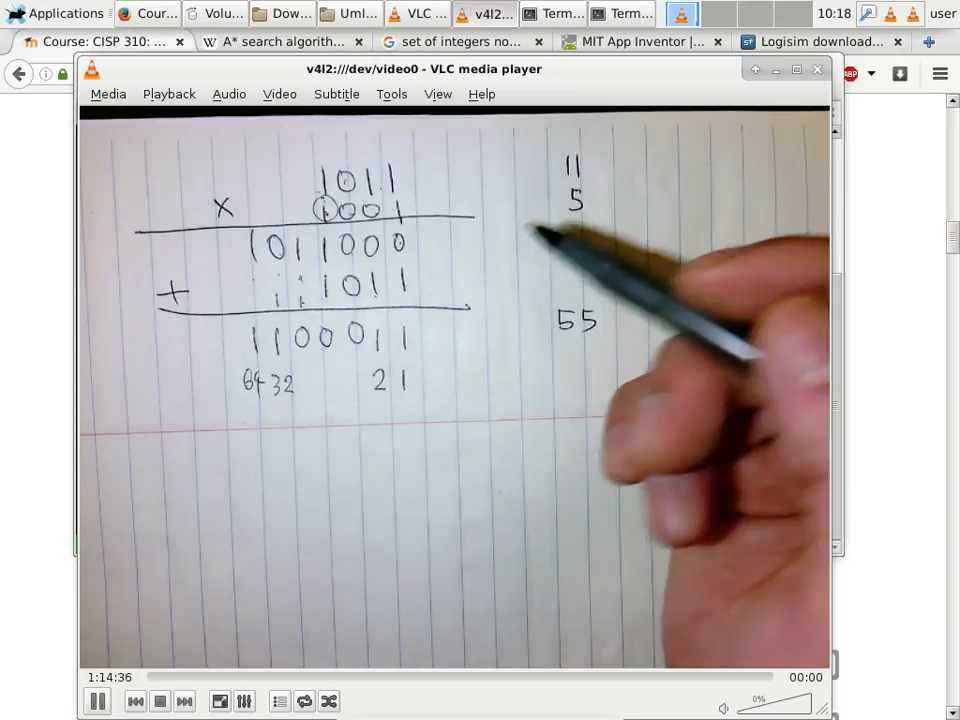 Applications
Cour...
Volu...
Dow...
Uml...
VLC ...
v4l2...
Term...
Term...
10:18
user
Course: CISP 310: ...
W
A* search algorith...
G
set of integers no...
MIT App Inventor |...
sf
Logisim download...
ABP
v4l2:///dev/video0 - VLC media player
Media Playback Audio Video Subtitle Tools View Help
1011
x 1001
1011000
+ 1011
1100011
64 32 2 1
11
5
55
1:14:36
00:00
0%